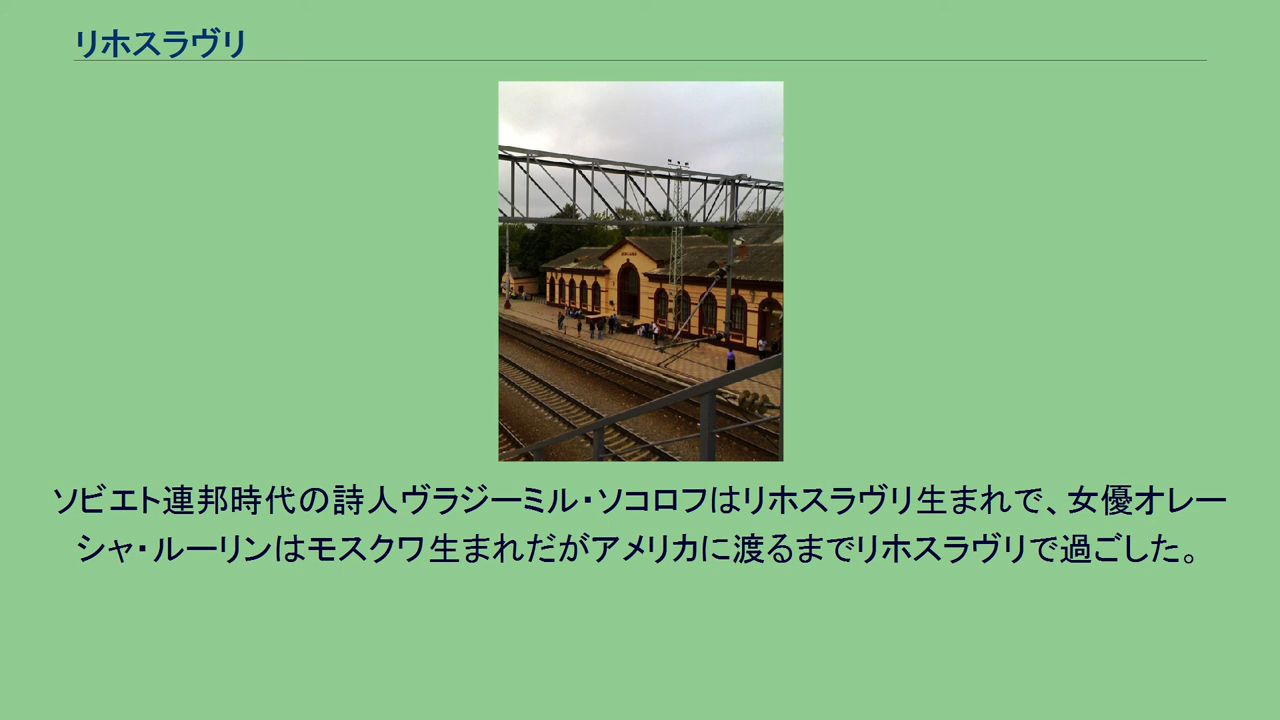 リホスラヴリ
ソビエト連邦時代の詩人ヴラジーミル・ソコロフはリホスラヴリ生まれで、女優オレー
シャ・ルーリンはモスクワ生まれだがアメリカに渡るまでリホスラヴリで過ごした。